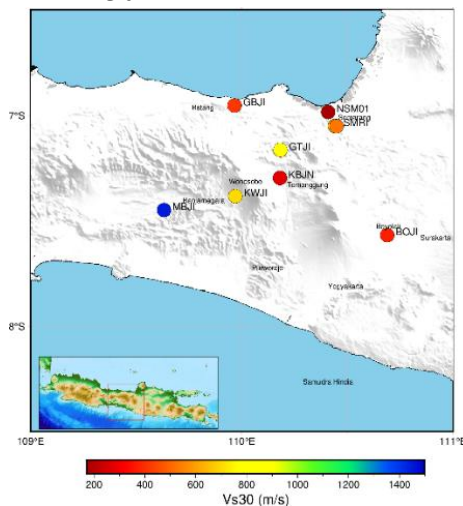 7°S
GBJI
Batang
NSM01
Semarang
SMRI
GTJI
KBJN
Wonosobo
Temanggung
KWJI
MBJI
Banjarnegara
Boyolali
BOJI
Surakarta
Purworejo
Yogyakarta
8°S
Samudra Hindia
109°E
110°E
111°E
200
400
600
800
1000
1200
1400
Vs30 (m/s)